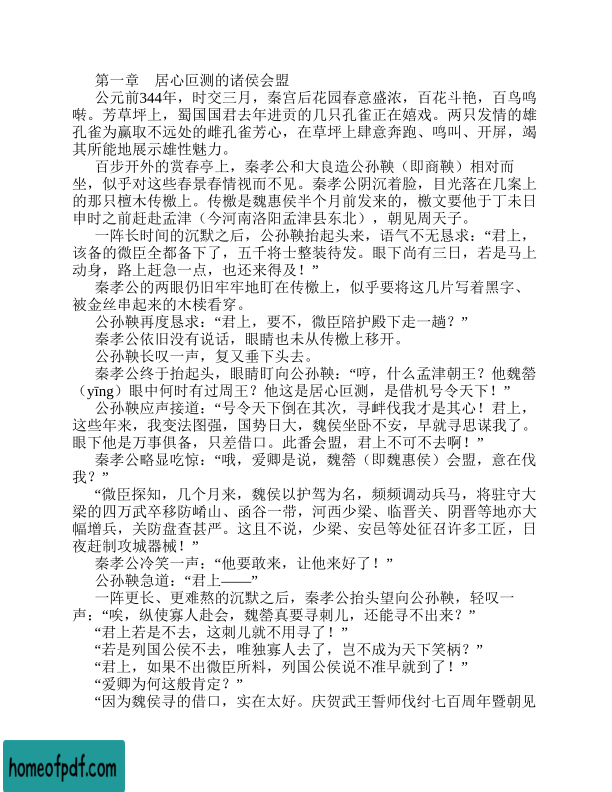 第一章　居心叵测的诸侯会盟
公元前344年，时交三月，秦宫后花园春意盛浓，百花斗艳，百鸟鸣
啭。芳草坪上，蜀国国君去年进贡的几只孔雀正在嬉戏。两只发情的雄
孔雀为赢取不远处的雌孔雀芳心，在草坪上肆意奔跑、鸣叫、开屏，竭
其所能地展示雄性魅力。
百步开外的赏春亭上，秦孝公和大良造公孙鞅（即商鞅）相对而
坐，似乎对这些春景春情视而不见。秦孝公阴沉着脸，目光落在几案上
的那只檀木传檄上。传檄是魏惠侯半个月前发来的，檄文要他于丁未日
申时之前赶赴孟津（今河南洛阳孟津县东北），朝见周天子。
一阵长时间的沉默之后，公孙鞅抬起头来，语气不无恳求：“君上，
该备的微臣全都备下了，五千将士整装待发。眼下尚有三日，若是马上
动身，路上赶急一点，也还来得及！”
秦孝公的两眼仍旧牢牢地盯在传檄上，似乎要将这几片写着黑字、
被金丝串起来的木椟看穿。
公孙鞅再度恳求：“君上，要不，微臣陪护殿下走一趟？”
秦孝公依旧没有说话，眼睛也未从传檄上移开。
公孙鞅长叹一声，复又垂下头去。
秦孝公终于抬起头，眼睛盯向公孙鞅：“哼，什么孟津朝王？他魏罃
（yīng）眼中何时有过周王？他这是居心叵测，是借机号令天下！”
公孙鞅应声接道：“号令天下倒在其次，寻衅伐我才是其心！君上，
这些年来，我变法图强，国势日大，魏侯坐卧不安，早就寻思谋我了。
眼下他是万事俱备，只差借口。此番会盟，君上不可不去啊！”
秦孝公略显吃惊：“哦，爱卿是说，魏罃（即魏惠侯）会盟，意在伐
我？”
“微臣探知，几个月来，魏侯以护驾为名，频频调动兵马，将驻守大
梁的四万武卒移防崤山、函谷一带，河西少梁、临晋关、阴晋等地亦大
幅增兵，关防盘查甚严。这且不说，少梁、安邑等处征召许多工匠，日
夜赶制攻城器械！”
秦孝公冷笑一声：“他要敢来，让他来好了！”
公孙鞅急道：“君上——”
一阵更长、更难熬的沉默之后，秦孝公抬头望向公孙鞅，轻叹一
声：“唉，纵使寡人赴会，魏罃真要寻刺儿，还能寻不出来？”
“君上若是不去，这刺儿就不用寻了！”
“若是列国公侯不去，唯独寡人去了，岂不成为天下笑柄？”
“君上，如果不出微臣所料，列国公侯说不准早就到了！”
“爱卿为何这般肯定？”
“因为魏侯寻的借口，实在太好。庆贺武王誓师伐纣七百周年暨朝见
homeofpdf.com